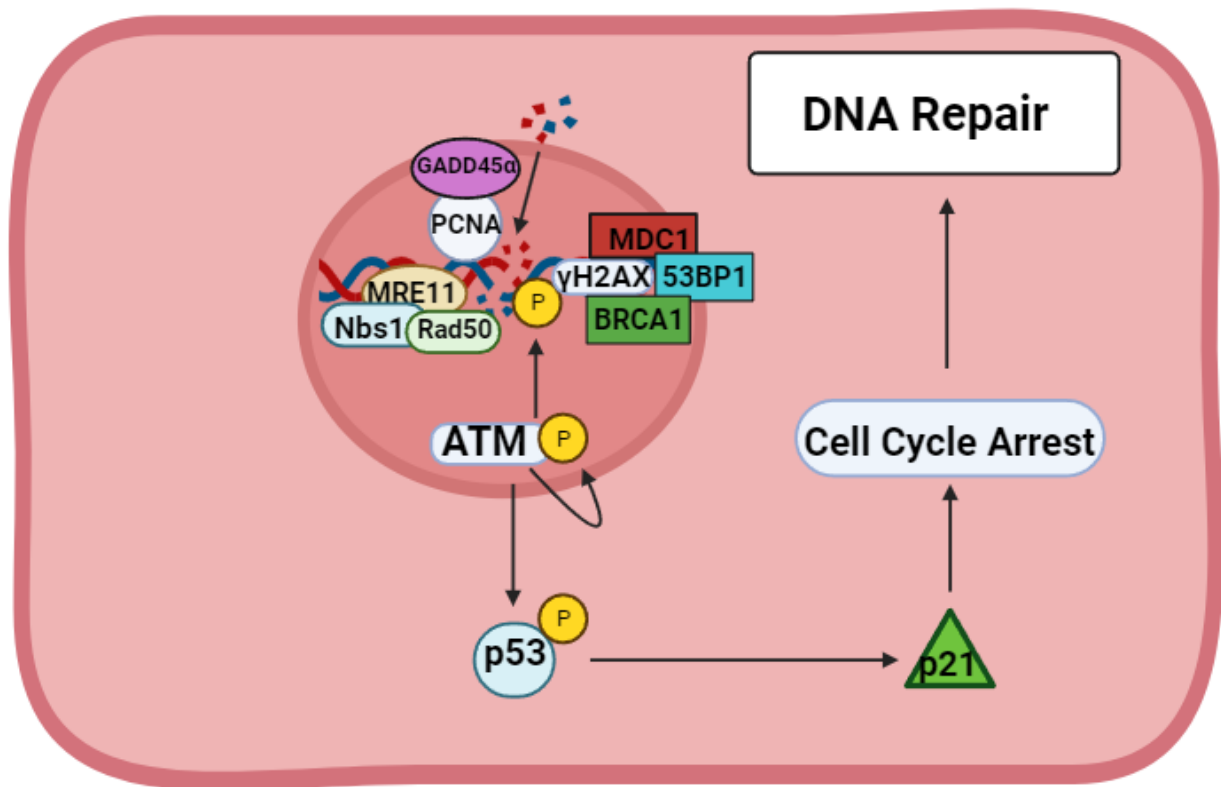 DNA Repair
GADD45α
PCNA
MDC1
γH2AX
53BP1
MRE11
P
BRCA1
Nbs1
Rad50
ATM
P
Cell Cycle Arrest
P
p53
p21